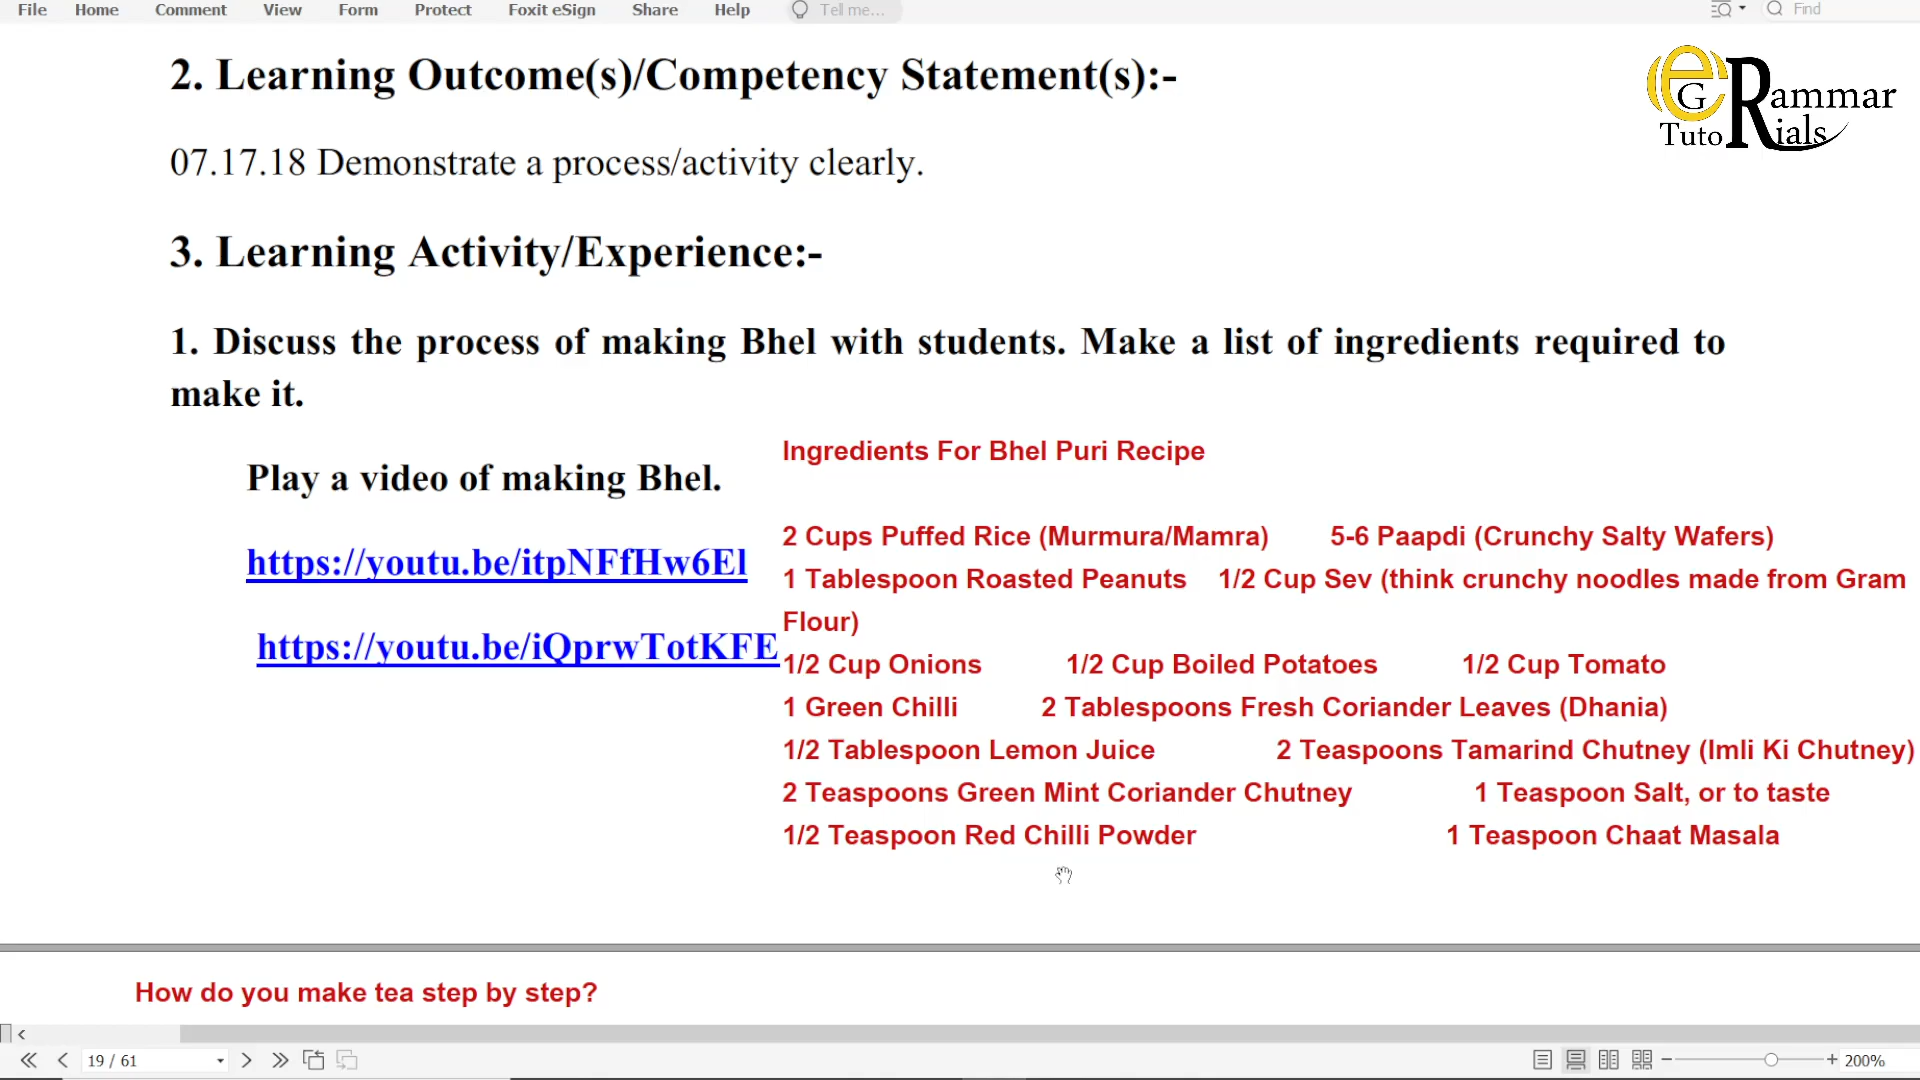 File Home Comment View Form Protect Foxit eSign Share Help Tell me... Find
eGRammar
TutoRials
2. Learning Outcome(s)/Competency Statement(s):-
07.17.18 Demonstrate a process/activity clearly.
3. Learning Activity/Experience:-
1. Discuss the process of making Bhel with students. Make a list of ingredients required to
make it.
Play a video of making Bhel.
https://youtu.be/itpNFfHw6El
https://youtu.be/iQprwTotKFE
Ingredients For Bhel Puri Recipe
2 Cups Puffed Rice (Murmura/Mamra) 5-6 Paapdi (Crunchy Salty Wafers)
1 Tablespoon Roasted Peanuts 1/2 Cup Sev (think crunchy noodles made from Gram
Flour)
1/2 Cup Onions 1/2 Cup Boiled Potatoes 1/2 Cup Tomato
1 Green Chilli 2 Tablespoons Fresh Coriander Leaves (Dhania)
1/2 Tablespoon Lemon Juice 2 Teaspoons Tamarind Chutney (Imli Ki Chutney)
2 Teaspoons Green Mint Coriander Chutney 1 Teaspoon Salt, or to taste
1/2 Teaspoon Red Chilli Powder 1 Teaspoon Chaat Masala
How do you make tea step by step?
19 / 61 200%